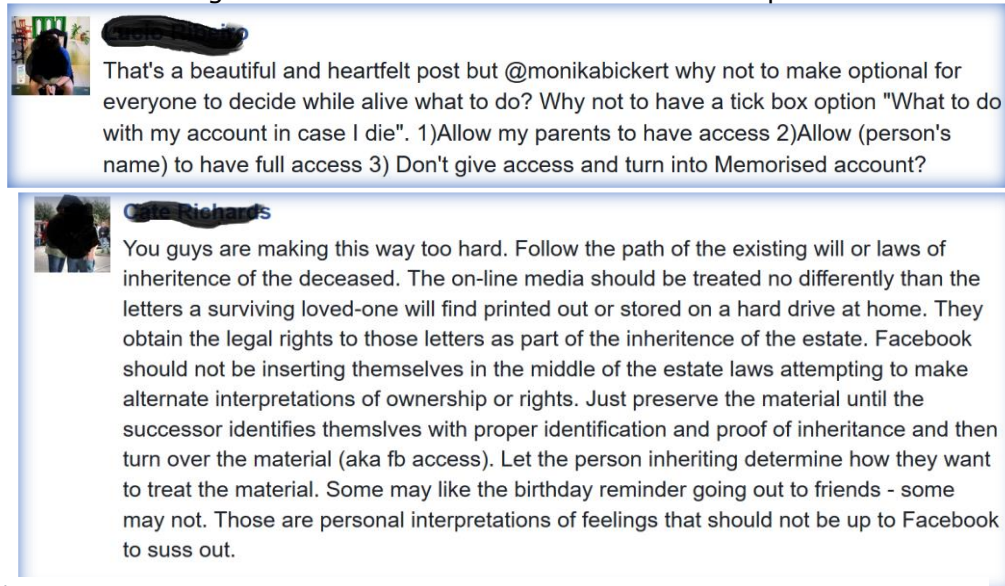 That's a beautiful and heartfelt post but @monikabickert why not to make optional for
everyone to decide while alive what to do? Why not to have a tick box option "What to do
with my account in case I die". 1)Allow my parents to have access 2)Allow (person's
name) to have full access 3) Don't give access and turn into Memorised account?
You guys are making this way too hard. Follow the path of the existing will or laws of
inheritence of the deceased. The on-line media should be treated no differently than the
letters a surviving loved-one will find printed out or stored on a hard drive at home. They
obtain the legal rights to those letters as part of the inheritence of the estate. Facebook
should not be inserting themselves in the middle of the estate laws attempting to make
alternate interpretations of ownership or rights. Just preserve the material until the
successor identifies themslves with proper identification and proof of inheritance and then
turn over the material (aka fb access). Let the person inheriting determine how they want
to treat the material. Some may like the birthday reminder going out to friends - some
may not. Those are personal interpretations of feelings that should not be up to Facebook
to suss out.